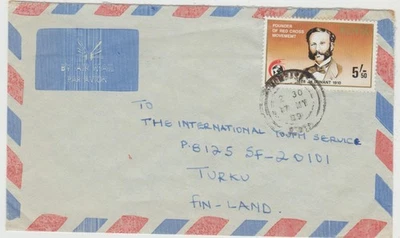 BY AIR MAIL
PAR AVION
FOUNDER
OF RED CROSS
MOVEMENT
5/50
TO
THE INTERNATIONAL YOUTH SERVICE
P-6125 SF-20101
TURKU
FIN-LAND.